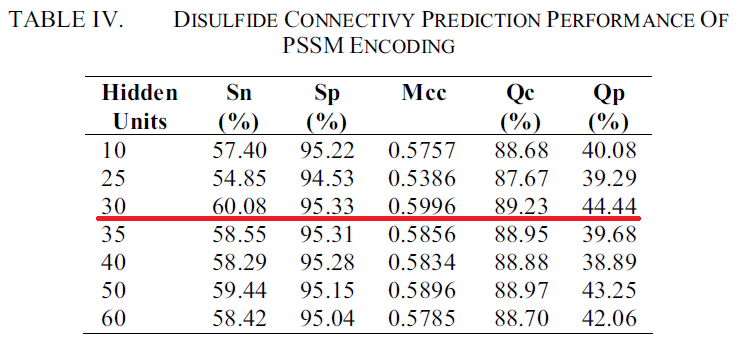 TABLE IV. DISULFIDE CONNECTIVY PREDICTION PERFORMANCE OF
PSSM ENCODING
Hidden Sn Sp Mcc Qc Qp
Units (%) (%) (%) (%)
10 57.40 95.22 0.5757 88.68 40.08
25 54.85 94.53 0.5386 87.67 39.29
30 60.08 95.33 0.5996 89.23 44.44
35 58.55 95.31 0.5856 88.95 39.68
40 58.29 95.28 0.5834 88.88 38.89
50 59.44 95.15 0.5896 88.97 43.25
60 58.42 95.04 0.5785 88.70 42.06